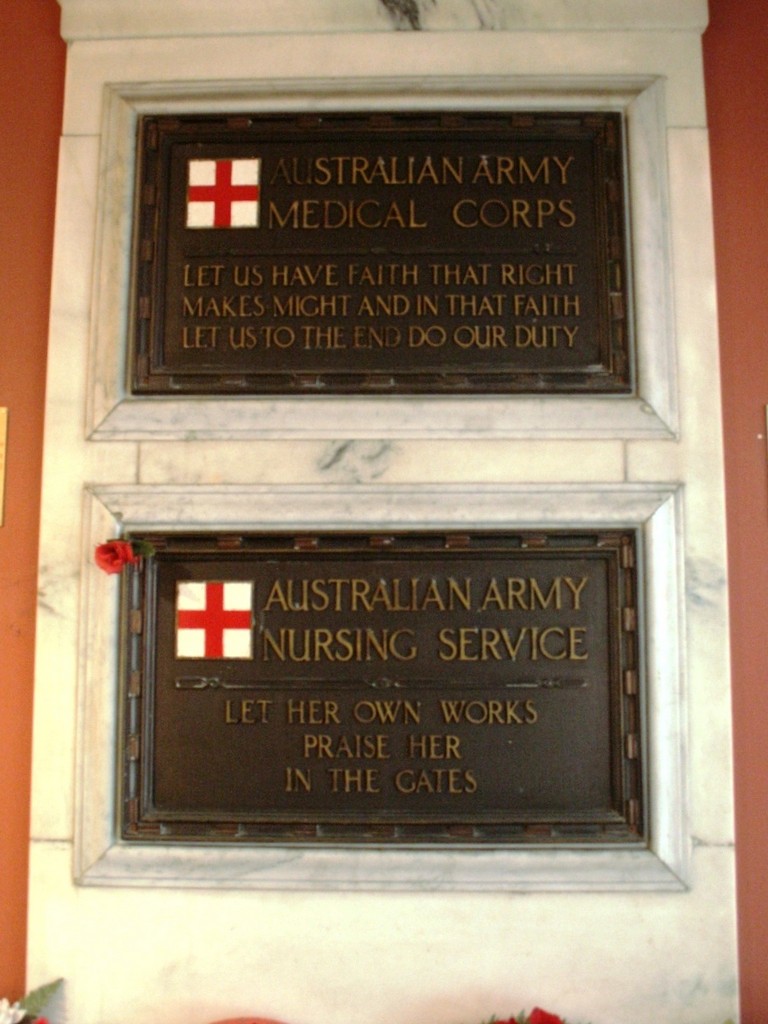 AUSTRALIAN ARMY
MEDICAL CORPS
LET US HAVE FAITH THAT RIGHT
MAKES MIGHT AND IN THAT FAITH
LET US TO THE END DO OUR DUTY
AUSTRALIAN ARMY
NURSING SERVICE
LET HER OWN WORKS
PRAISE HER
IN THE GATES